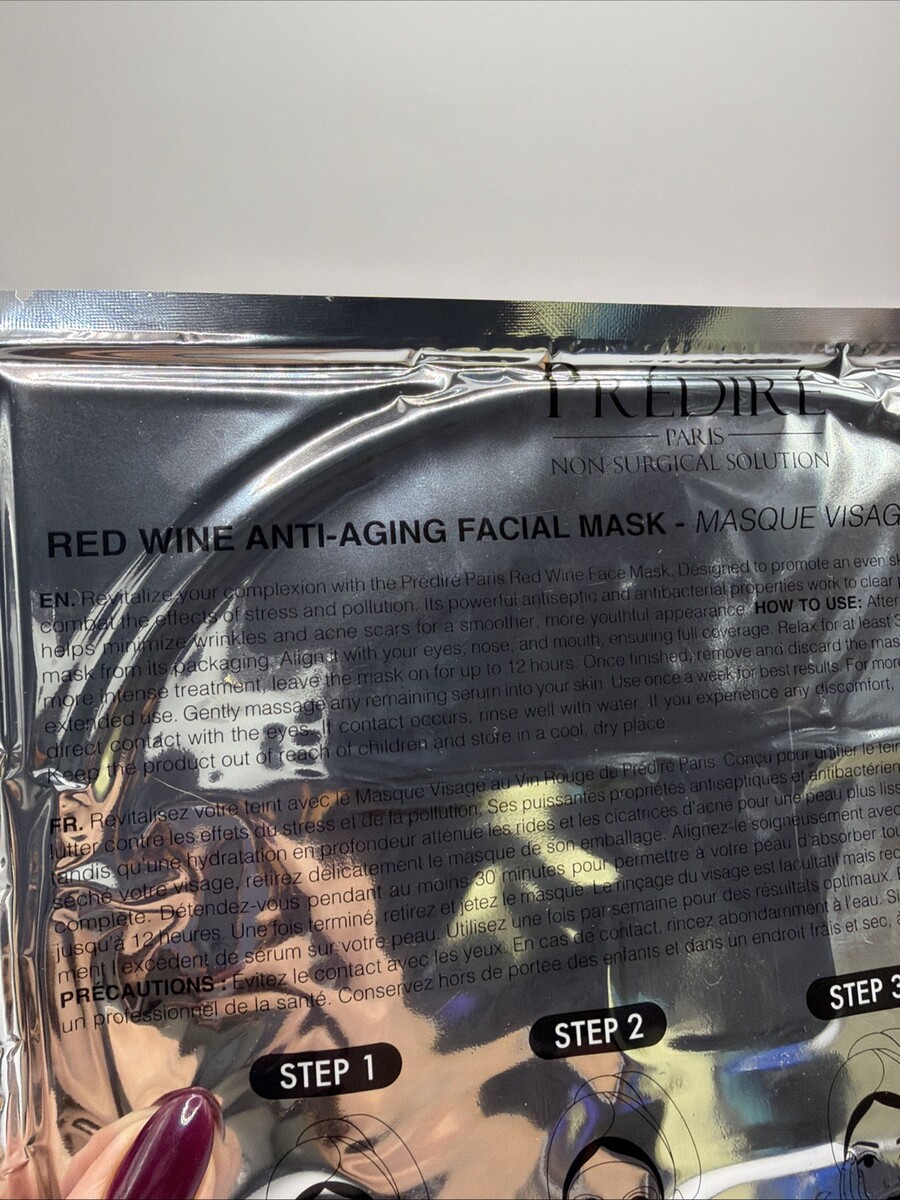 PRÉDIRÉ
PARIS
NON-SURGICAL SOLUTION
RED WINE ANTI-AGING FACIAL MASK - MASQUE VISAG
EN. Revitalize your complexion with the Prédiré Paris Red Wine Face Mask. Designed to promote an even sk
combat the effects of stress and pollution. Its powerful antiseptic and antibacterial properties work to clear
helps minimize wrinkles and acne scars for a smoother, more youthful appearance. HOW TO USE: After
mask from its packaging. Align it with your eyes, nose, and mouth, ensuring full coverage. Relax for at least 3
more intense treatment, leave the mask on for up to 12 hours. Once finished, remove and discard the mas
extended use. Gently massage any remaining serum into your skin. Use once a week for best results. For more
direct contact with the eyes. If contact occurs, rinse well with water. If you experience any discomfort,
Keep the product out of reach of children and store in a cool, dry place.
FR. Revitalisez votre teint avec le Masque Visage au Vin Rouge de Prédire Paris. Conçu pour unifier le tein
lutter contre les effets du stress et de la pollution. Ses puissantes propriétés antiseptiques et antibactérien
tandis qu'une hydratation en profondeur atténue les rides et les cicatrices d'acné pour une peau plus liss
séché votre visage, retirez délicatement le masque de son emballage. Alignez-le soigneusement avec
complète. Détendez-vous pendant au moins 30 minutes pour permettre à votre peau d'absorber tou
jusqu'à 12 heures. Une fois terminé, retirez et jetez le masque. Le rinçage du visage est facultatif mais rec
ment l'excédent de sérum sur votre peau. Utilisez une fois par semaine pour des résultats optimaux.
PRÉCAUTIONS : Évitez le contact avec les yeux. En cas de contact, rincez abondamment à l'eau. Si
un professionnel de la santé. Conservez hors de portée des enfants et dans un endroit frais et sec, à
STEP 1
STEP 2
STEP 3